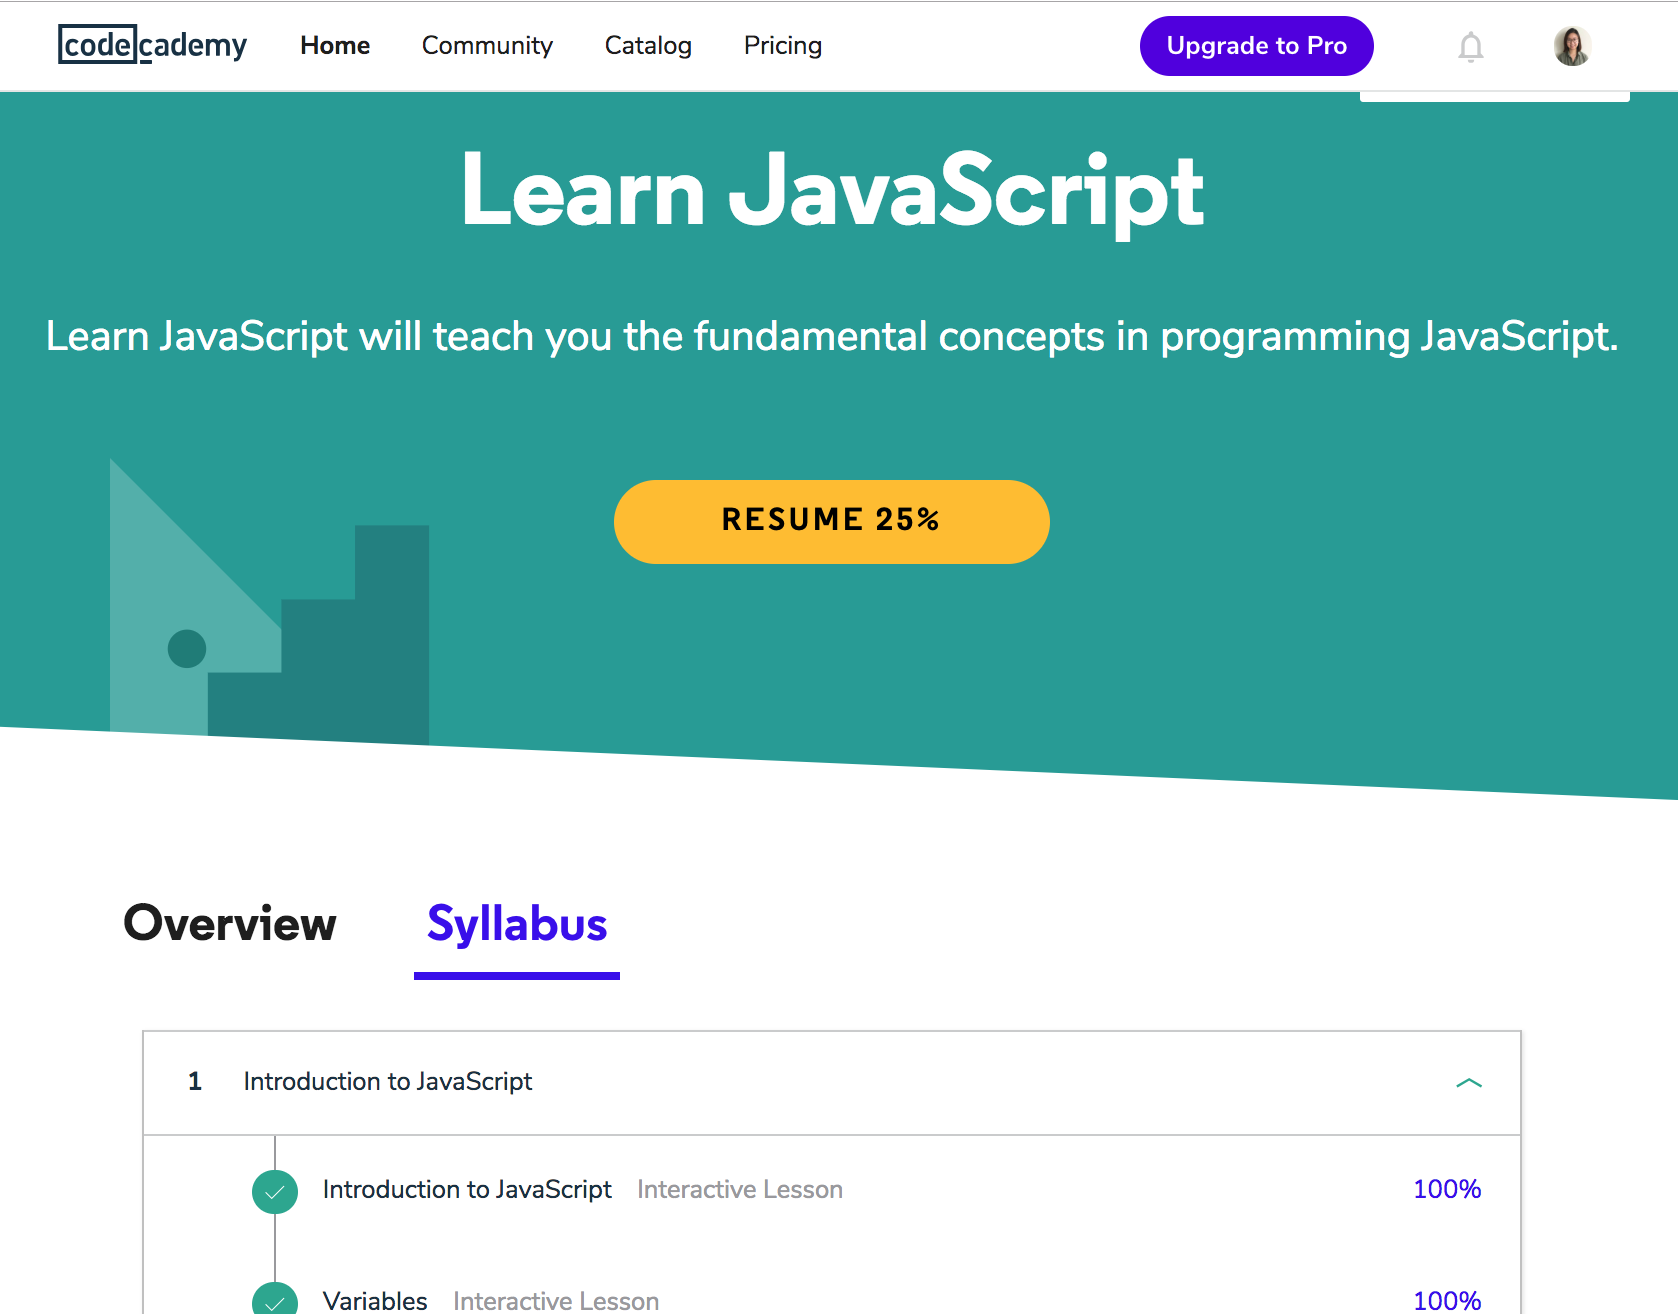 codecademy Home Community Catalog Pricing Upgrade to Pro
Learn JavaScript
Learn JavaScript will teach you the fundamental concepts in programming JavaScript.
RESUME 25%
Overview Syllabus
1 Introduction to JavaScript
Introduction to JavaScript Interactive Lesson 100%
Variables Interactive Lesson 100%